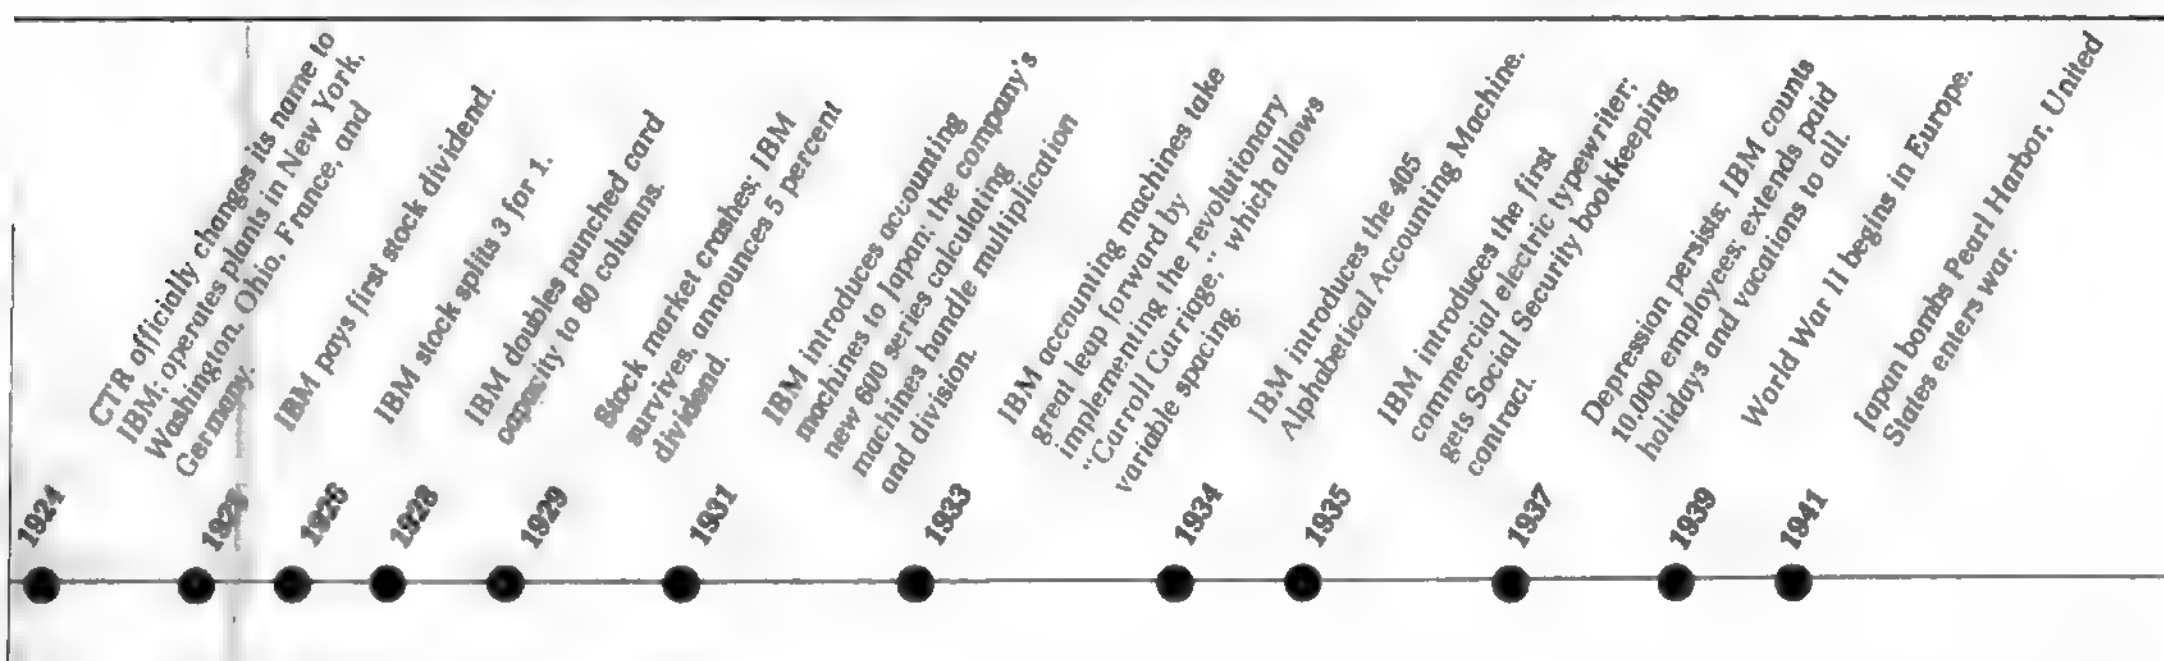 1924
CTR officially changes its name to
IBM; operates plants in New York,
Washington, Ohio, France, and
Germany.
IBM pays first stock dividend.
1926
IBM stock splits 3 for 1.
1928
IBM doubles punched card
capacity to 80 columns.
1929
Stock market crashes; IBM
survives, announces 5 percent
dividend.
1931
IBM introduces accounting
machines to Japan; the company's
new 600 series calculating
machines handle multiplication
and division.
1933
IBM accounting machines take
great leap forward by
implementing the revolutionary
“Carroll Carriage,” which allows
variable spacing.
1934
IBM introduces the 405
Alphabetical Accounting Machine.
1935
IBM introduces the first
commercial electric typewriter;
gets Social Security bookkeeping
contract.
1937
Depression persists; IBM counts
10,000 employees; extends paid
holidays and vacations to all.
1939
World War II begins in Europe.
1941
Japan bombs Pearl Harbor, United
States enters war.